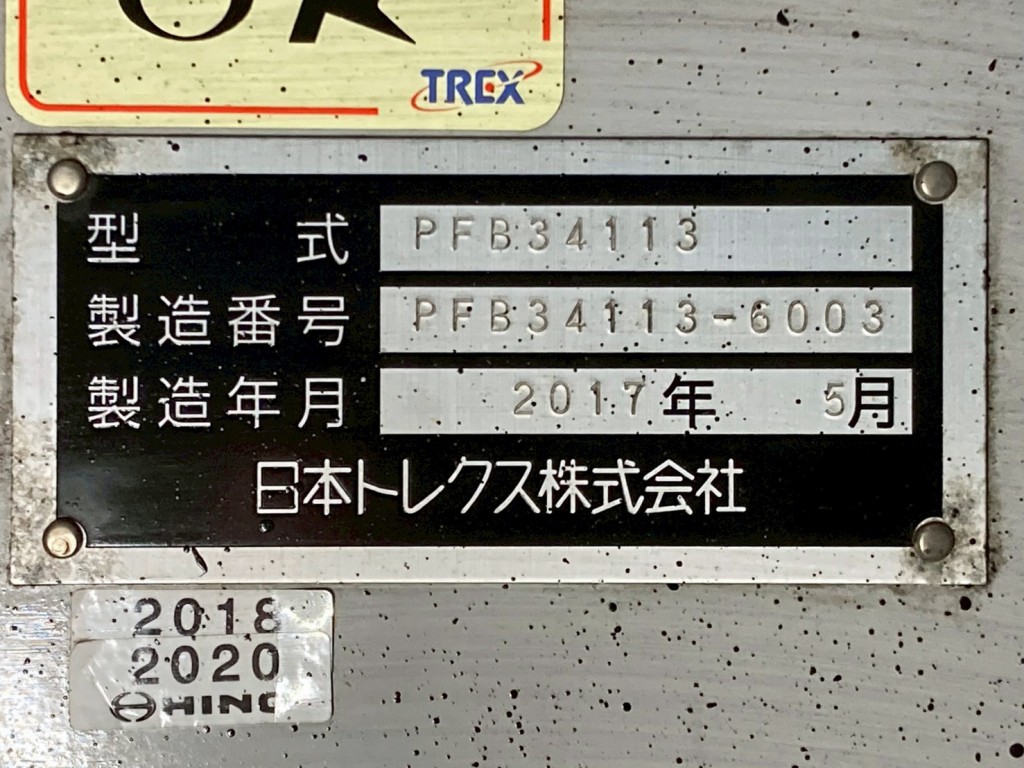 TREX
型式 PFB34113
製造番号 PFB34113-6003
製造年月 2017年 5月
日本トレクス株式会社
2018
2020
HINO